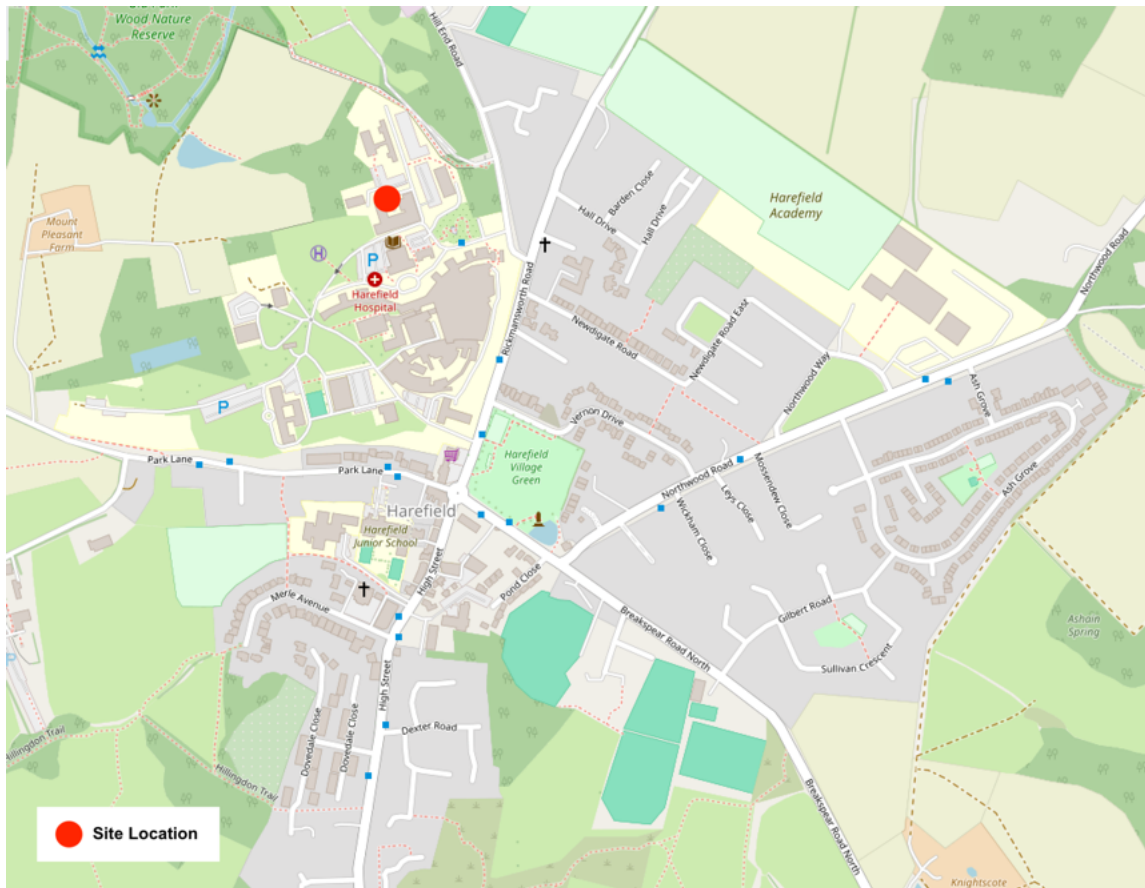 Wood Nature
Reserve
Hill End Road
Mount
Pleasant
Farm
H
P
Harefield
Hospital
Barden Close
Hall Drive
Hall Drive
Harefield
Academy
Northwood Road
Rickmansworth Road
Newdigate Road
Newdigate Road East
Northwood Way
Ash Grove
P
Vernon Drive
Harefield
Village
Green
Park Lane
Park Lane
Northwood Road
Mossendew Close
Leys Close
Wickham Close
Ash Grove
Harefield
Harefield
Junior School
High Street
Pond Close
Merle Avenue
Gilbert Road
Breakspear Road North
Sullivan Crescent
Ashain
Spring
P
High Street
Dovedale Close
Dovedale Close
Dexter Road
Hillingdon Trail
Hillingdon Trail
Breakspear Road North
Site Location
Knightscote